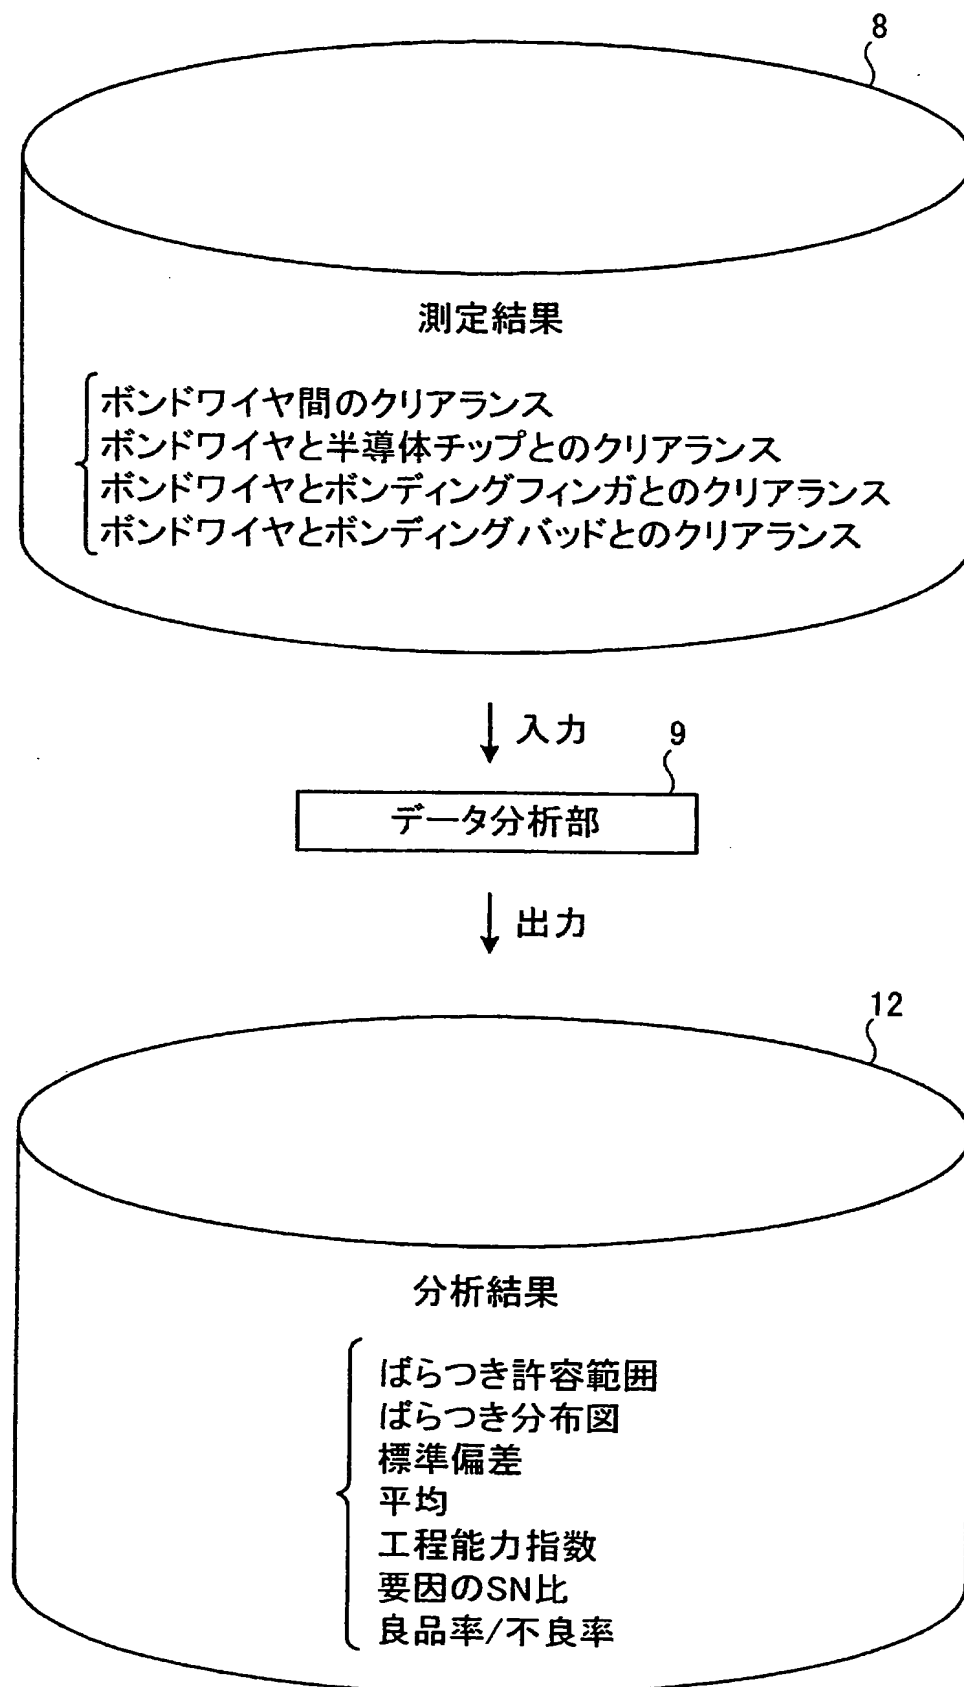 8
測定結果
ボンドワイヤ間のクリアランス
ボンドワイヤと半導体チップとのクリアランス
ボンドワイヤとボンディングフィンガとのクリアランス
ボンドワイヤとボンディングバッドとのクリアランス
入力
9
データ分析部
出力
12
分析結果
ばらつき許容範囲
ばらつき分布図
標準偏差
平均
工程能力指数
要因のSN比
良品率/不良率